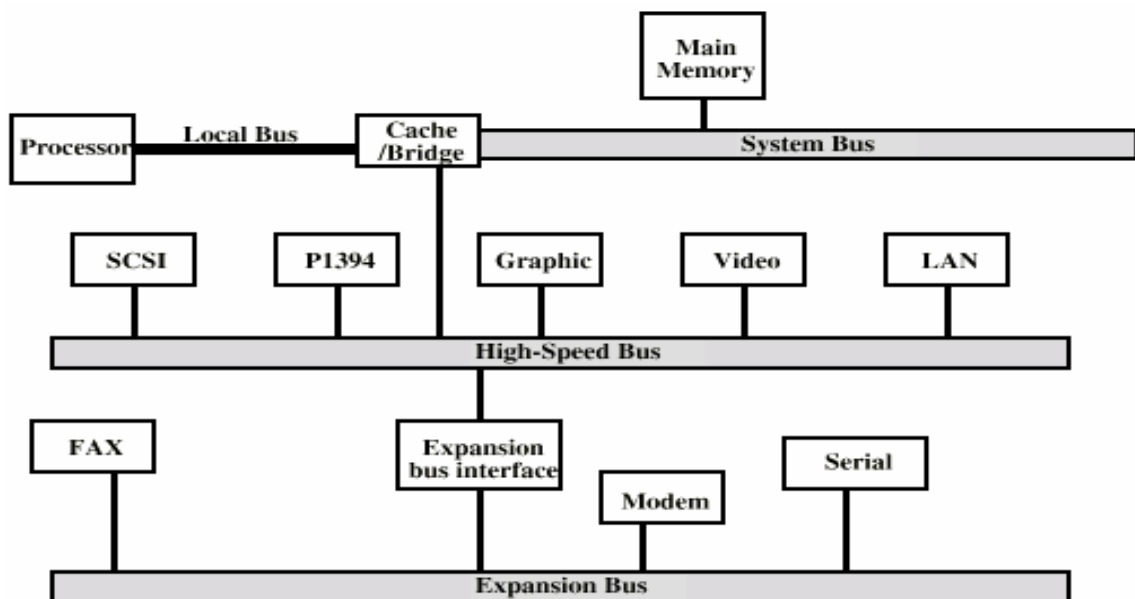 Main
Memory
Processor
Local Bus
Cache
/Bridge
System Bus
SCSI
P1394
Graphic
Video
LAN
High-Speed Bus
FAX
Expansion
bus interface
Modem
Serial
Expansion Bus